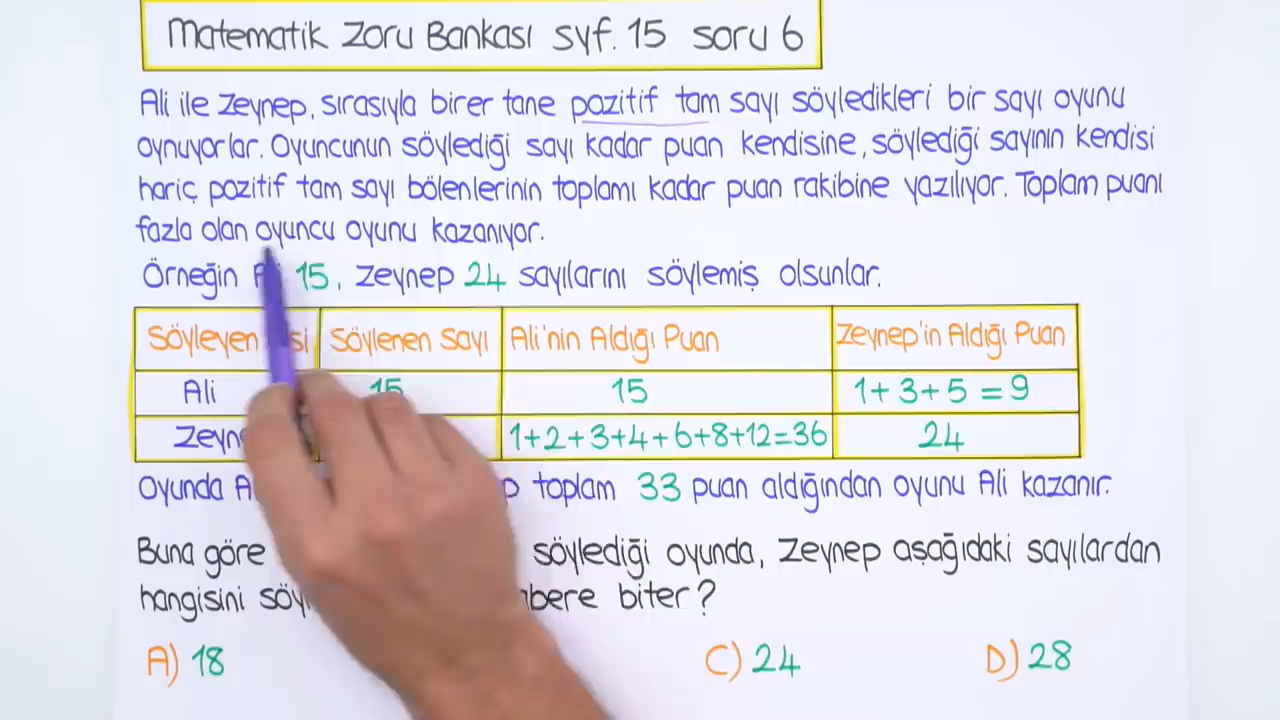 Matematik Zoru Bankası syf. 15 soru 6
Ali ile Zeynep, sırasıyla birer tane pozitif tam sayı söyledikleri bir sayı oyunu
oynuyorlar. Oyuncunun söylediği sayı kadar puan kendisine, söylediği sayının kendisi
hariç pozitif tam sayı bölenlerinin toplamı kadar puan rakibine yazılıyor. Toplam puanı
fazla olan oyuncu oyunu kazanıyor.
Örneğin 15, Zeynep 24 sayılarını söylemiş olsunlar.
Söyleyen Söylenen Sayı Ali'nin Aldığı Puan Zeynep'in Aldığı Puan
Ali 15 15 1+3+5=9
1+2+3+4+6+8+12=36 24
Oyunda toplam 33 puan aldığından oyunu Ali kazanır.
Buna göre söylediği oyunda, Zeynep aşağıdaki sayılardan
hangisini biter?
A) 18 C) 24 D) 28